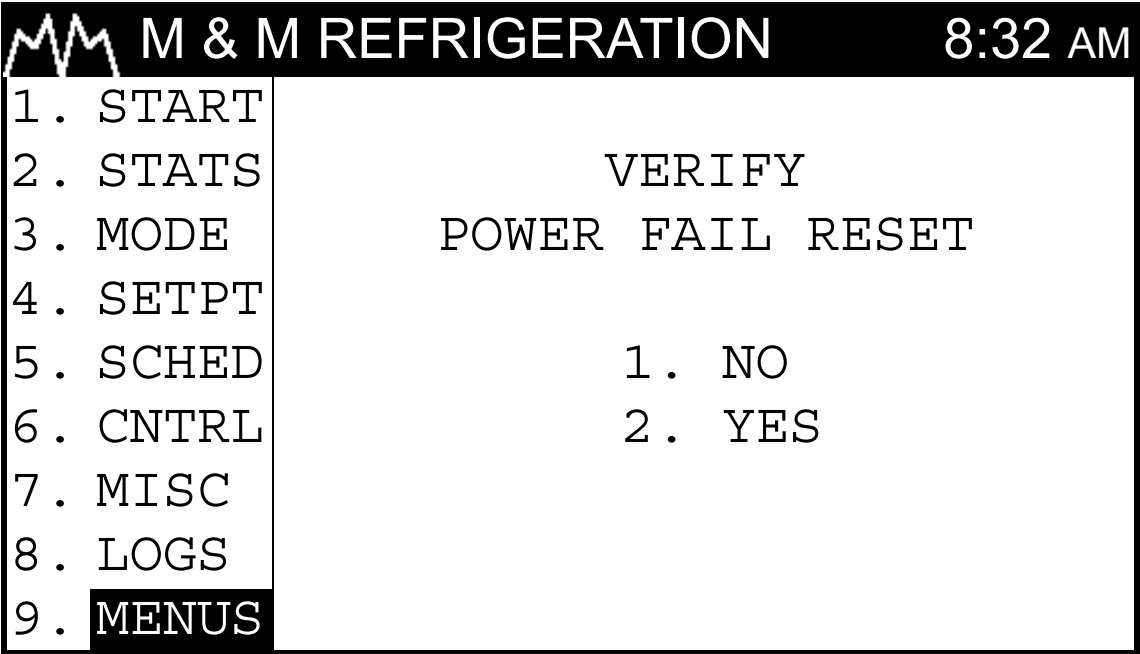 M & M REFRIGERATION 8:32 AM
1. START
2. STATS
3. MODE
4. SETPT
5. SCHED
6. CNTRL
7. MISC
8. LOGS
9. MENUS
VERIFY
POWER FAIL RESET
1. NO
2. YES